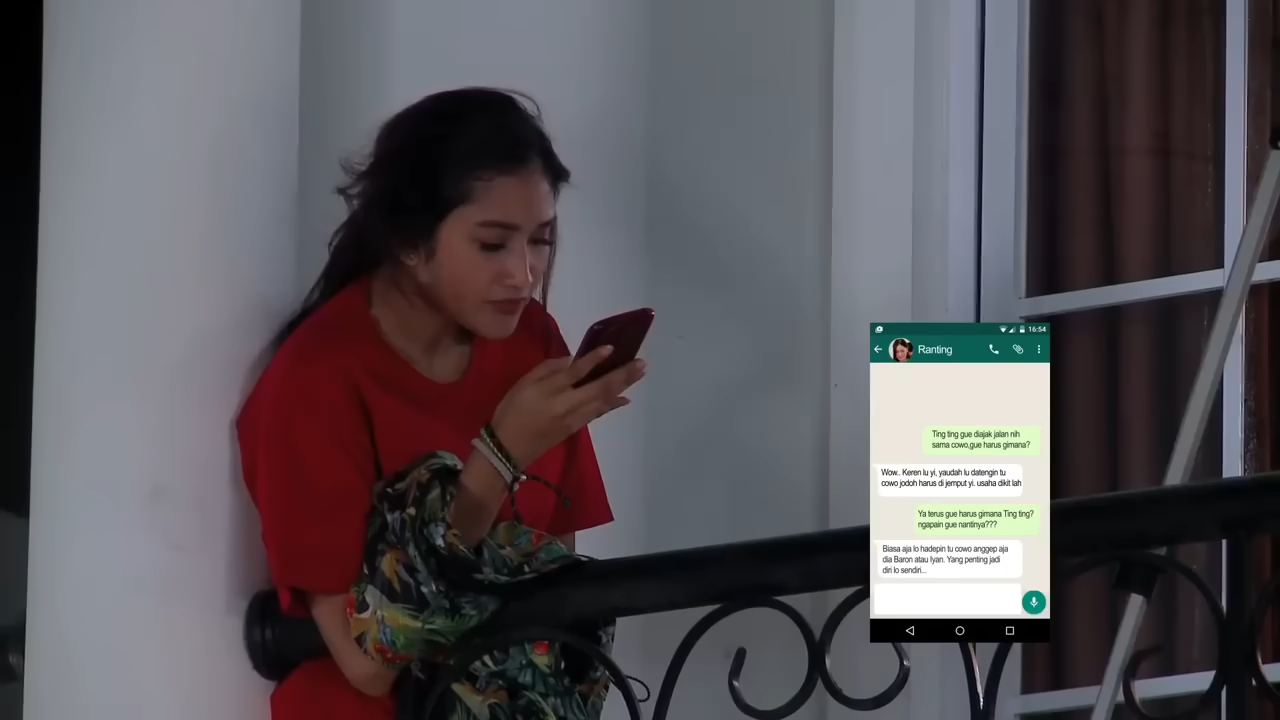 16:54
Ranting
Ting ting gue diajak jalan nih
sama cowo,gue harus gimana?
Wow.. Keren lu yi, yaudah lu datengin tu
cowo jodoh harus di jemput yi. usaha dikit lah
Ya terus gue harus gimana Ting ting?
ngapain gue nantinya???
Biasa aja lo hadepin tu cowo anggep aja
dia Baron atau Iyan. Yang penting jadi
diri lo sendiri...